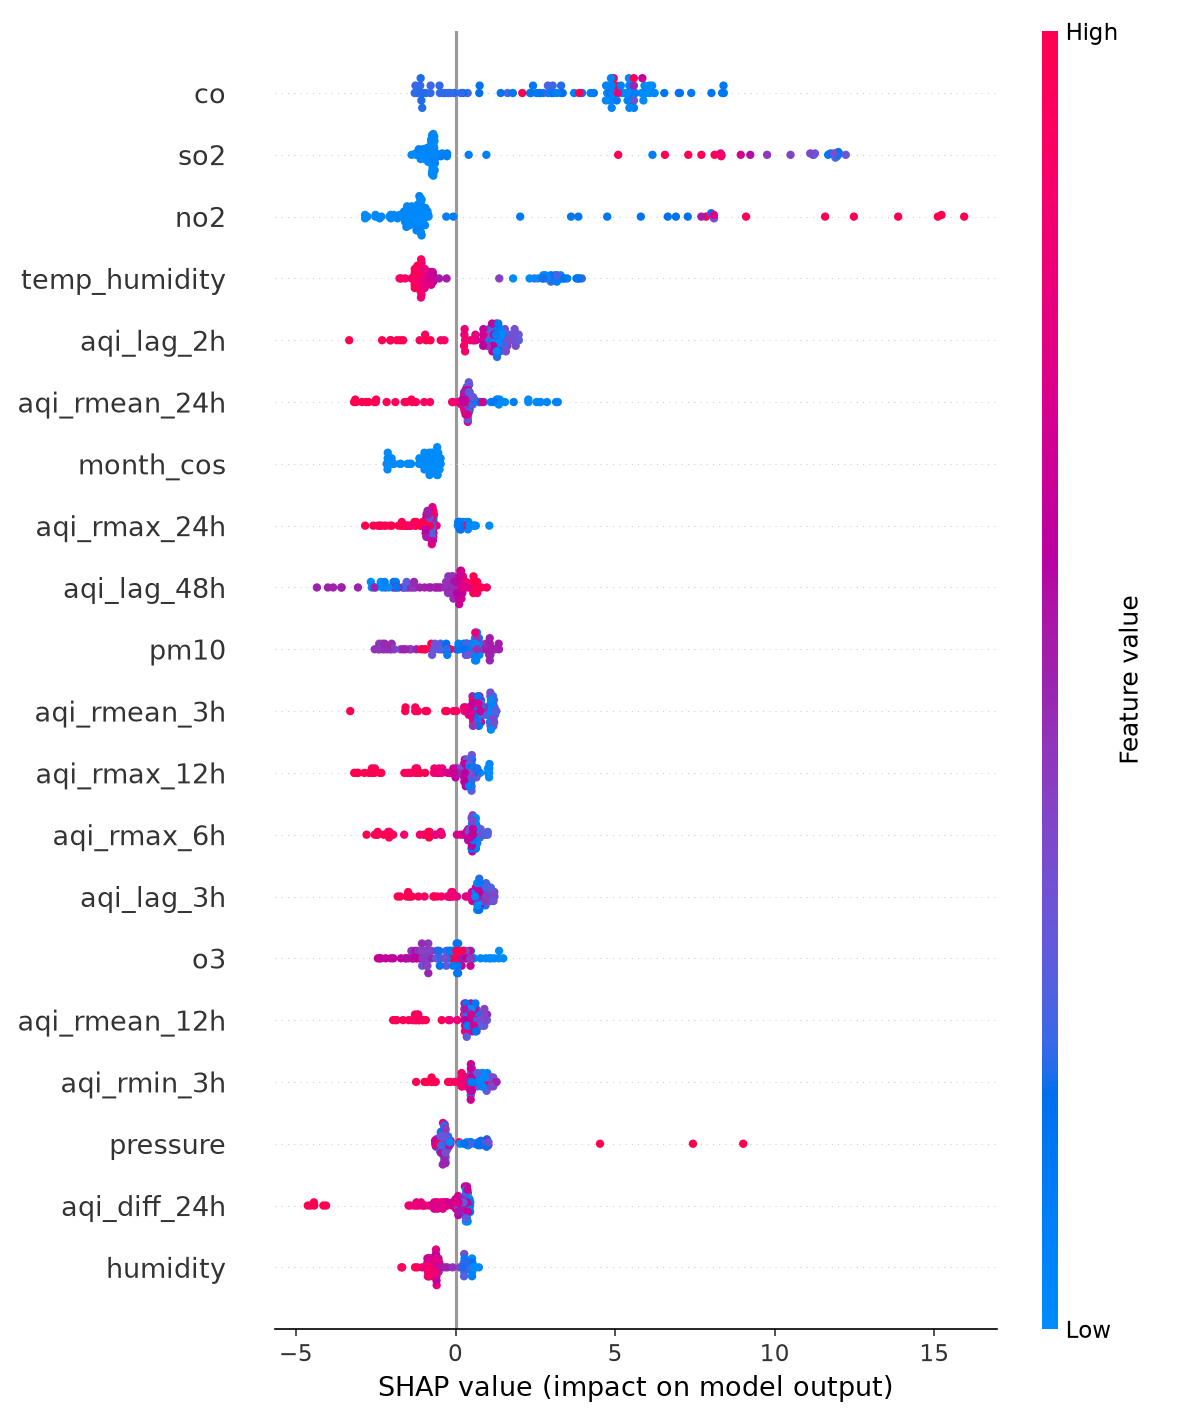 High
co
so2
no2
temp_humidity
aqi_lag_2h
aqi_rmean_24h
month_cos
aqi_rmax_24h
aqi_lag_48h
pm10
aqi_rmean_3h
aqi_rmax_12h
aqi_rmax_6h
aqi_lag_3h
o3
aqi_rmean_12h
aqi_rmin_3h
pressure
aqi_diff_24h
humidity
Feature value
Low
−5 0 5 10 15
SHAP value (impact on model output)